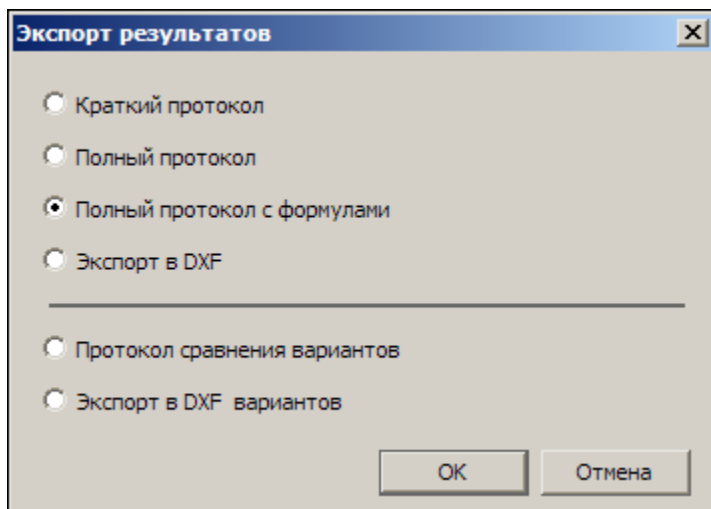 Экспорт результатов
Краткий протокол
Полный протокол
Полный протокол с формулами
Экспорт в DXF
Протокол сравнения вариантов
Экспорт в DXF вариантов
OK Отмена